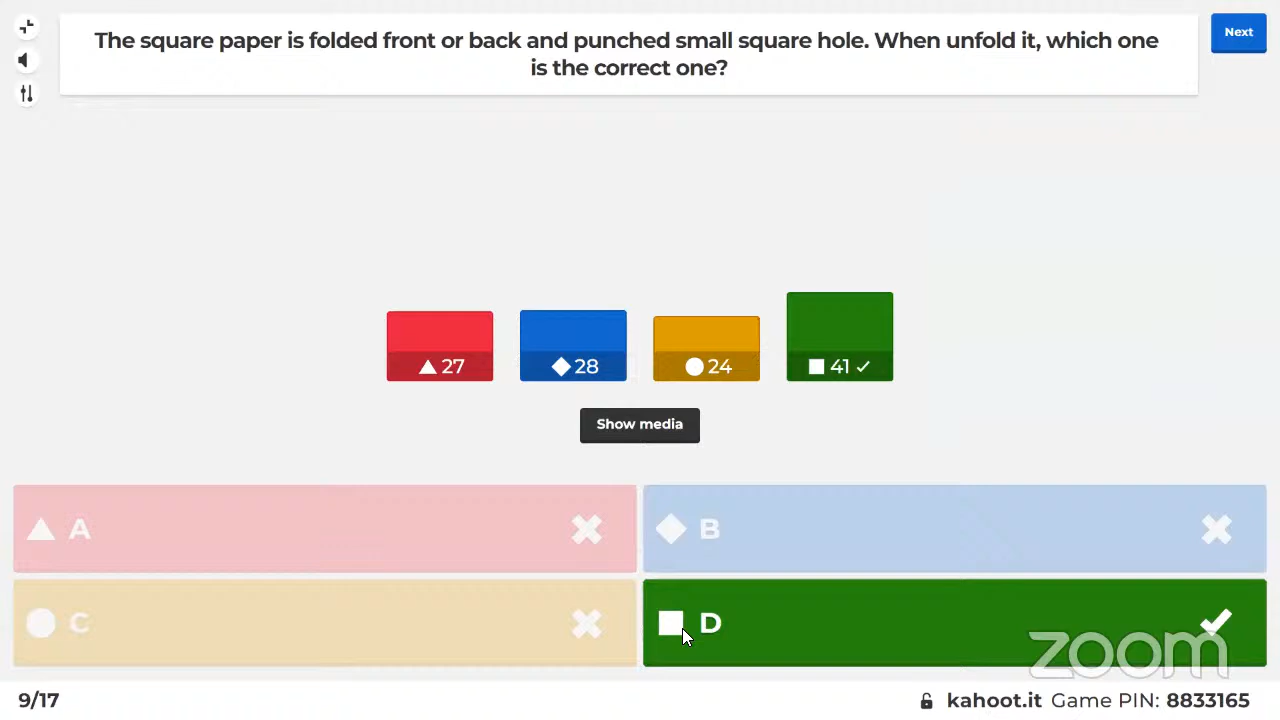 The square paper is folded front or back and punched small square hole. When unfold it, which one
is the correct one?
Next
27
28
24
41
Show media
A
B
C
D
zoom
9/17
kahoot.it Game PIN: 8833165